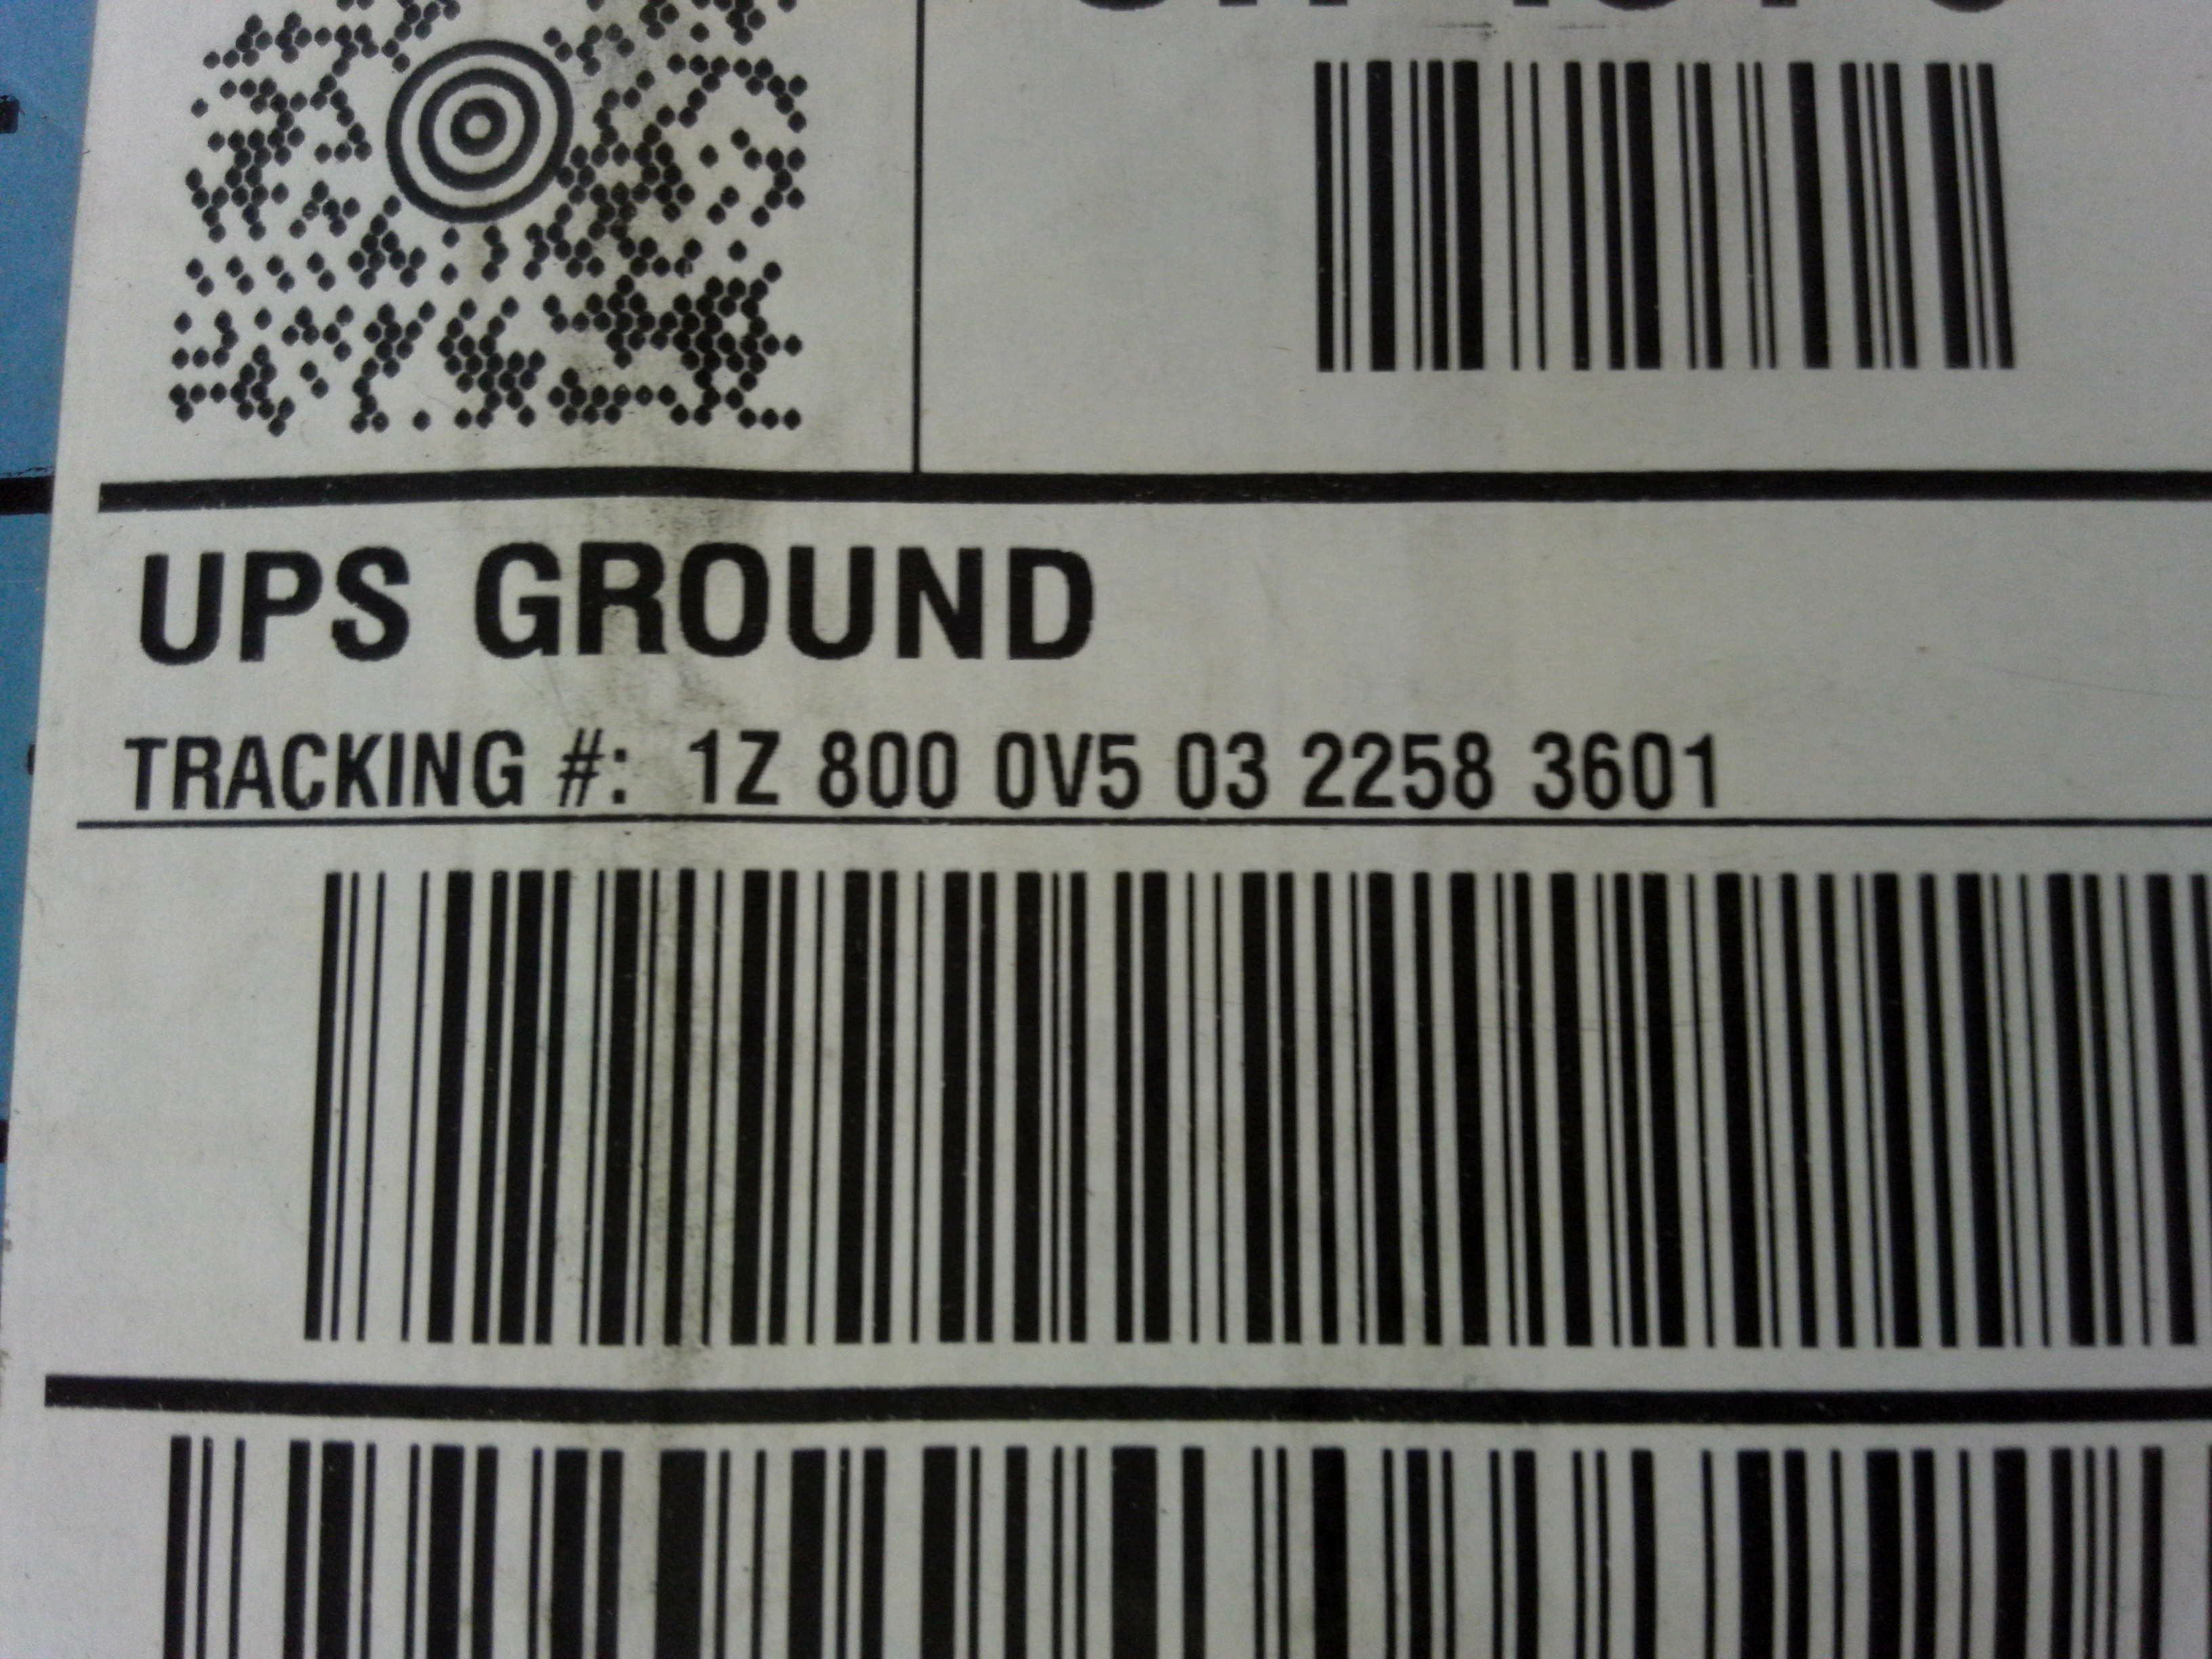 UPS GROUND
TRACKING #: 1Z 800 0V5 03 2258 3601